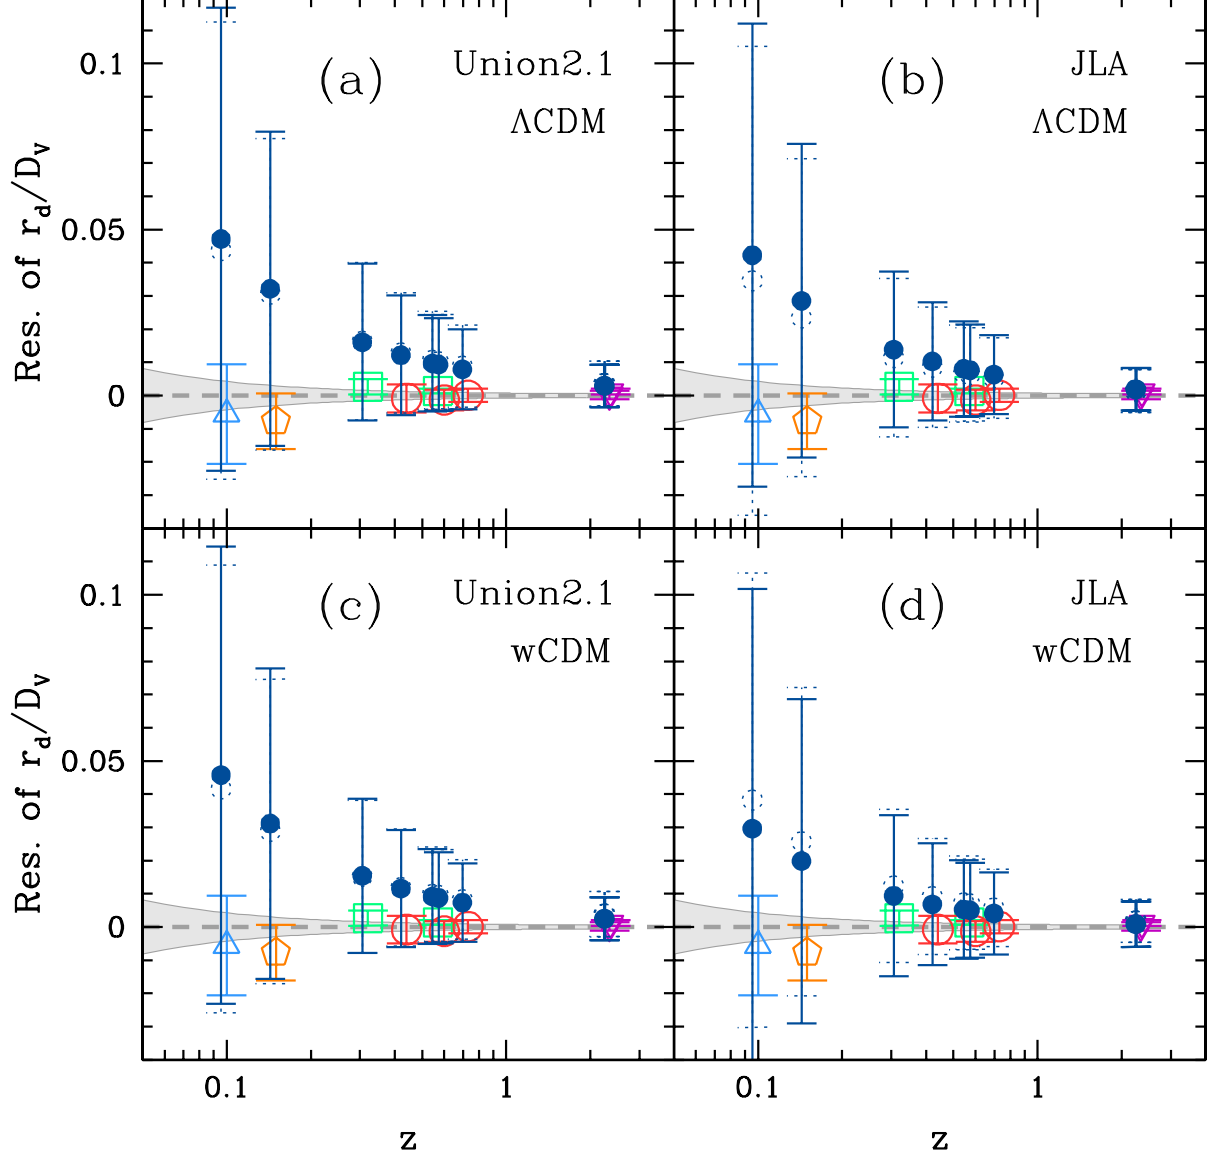 (a)
Union2.1
ΛCDM
(b)
JLA
ΛCDM
0.1
0.05
0
Res. of r_d/D_V
(c)
Union2.1
wCDM
(d)
JLA
wCDM
0.1
0.05
0
Res. of r_d/D_V
0.1
1
0.1
1
z
z